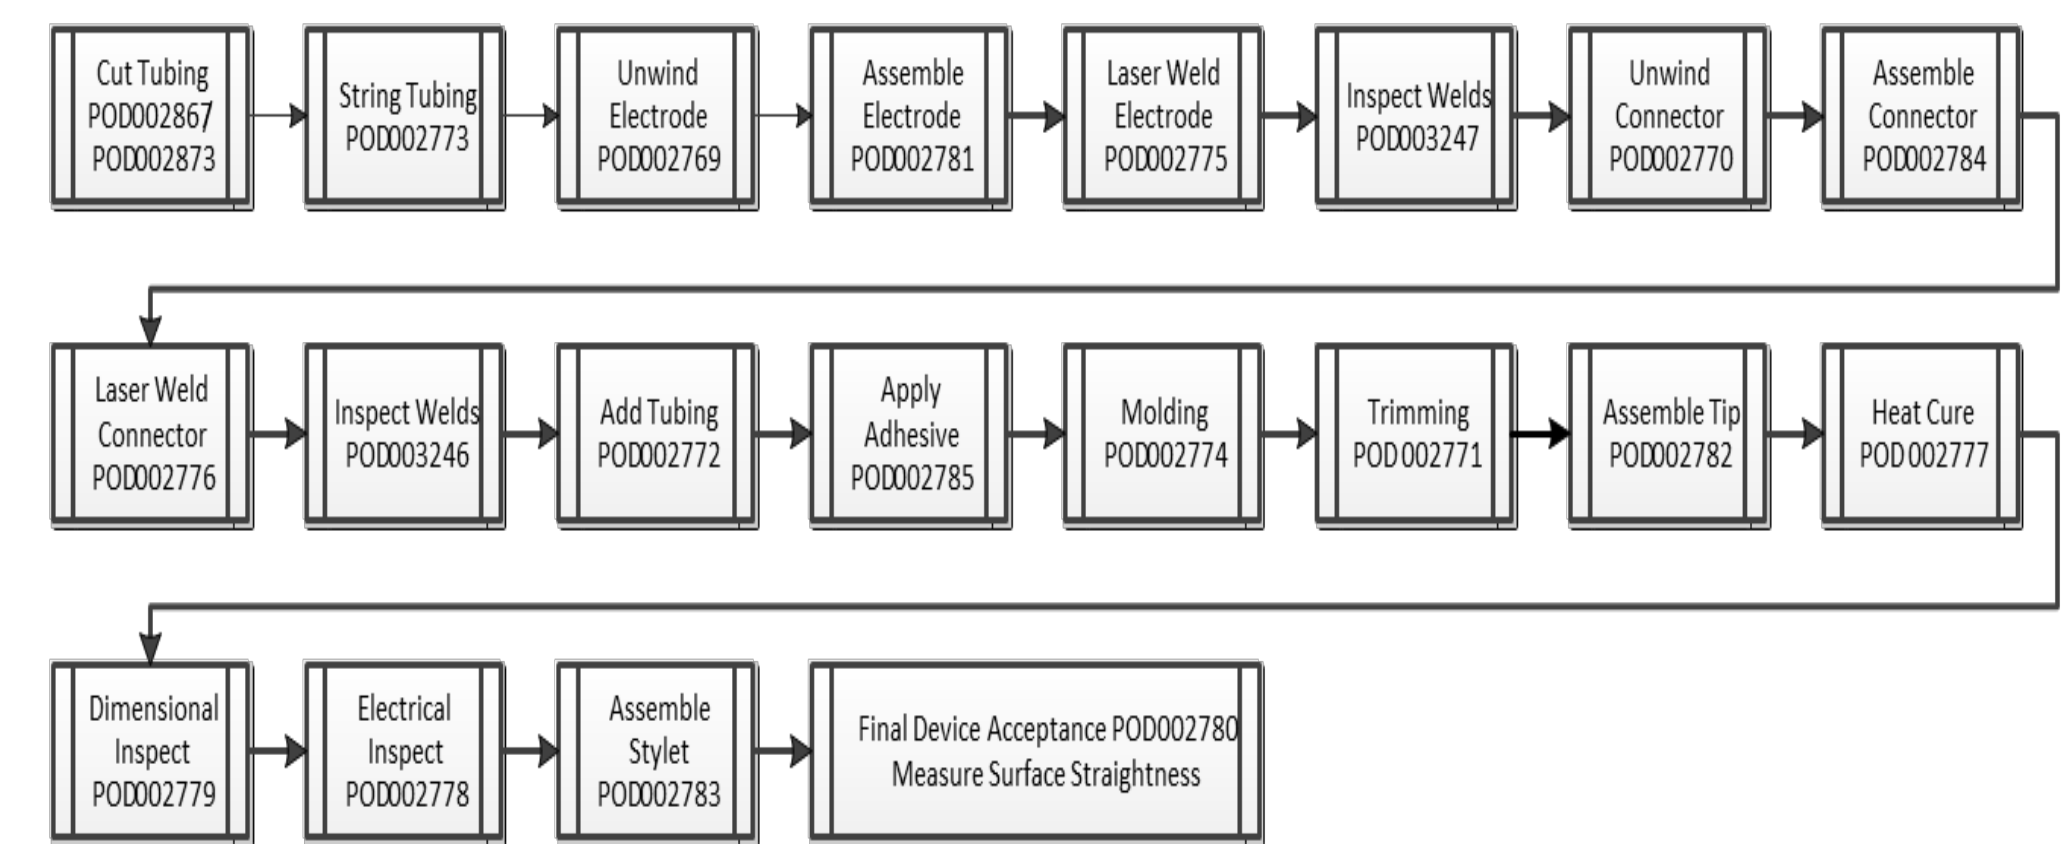 Cut Tubing
POD002867/
POD002873
String Tubing
POD002773
Unwind
Electrode
POD002769
Assemble
Electrode
POD002781
Laser Weld
Electrode
POD002775
Inspect Welds
POD003247
Unwind
Connector
POD002770
Assemble
Connector
POD002784
Laser Weld
Connector
POD002776
Inspect Welds
POD003246
Add Tubing
POD002772
Apply
Adhesive
POD002785
Molding
POD002774
Trimming
POD 002771
Assemble Tip
POD002782
Heat Cure
POD 002777
Dimensional
Inspect
POD002779
Electrical
Inspect
POD002778
Assemble
Stylet
POD002783
Final Device Acceptance POD002780
Measure Surface Straightness